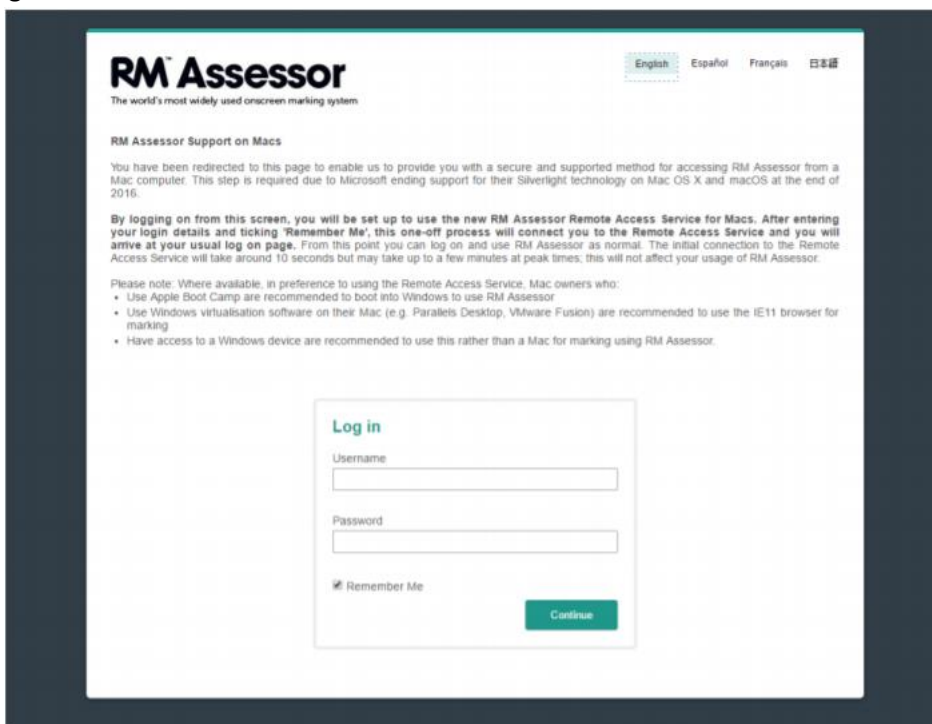 RM™ Assessor
The world's most widely used onscreen marking system
English Español Français 日本語
RM Assessor Support on Macs
You have been redirected to this page to enable us to provide you with a secure and supported method for accessing RM Assessor from a
Mac computer. This step is required due to Microsoft ending support for their Silverlight technology on Mac OS X and macOS at the end of
2016.
By logging on from this screen, you will be set up to use the new RM Assessor Remote Access Service for Macs. After entering
your login details and ticking 'Remember Me', this one-off process will connect you to the Remote Access Service and you will
arrive at your usual log on page. From this point you can log on and use RM Assessor as normal. The initial connection to the Remote
Access Service will take around 10 seconds but may take up to a few minutes at peak times; this will not affect your usage of RM Assessor.
Please note: Where available, in preference to using the Remote Access Service, Mac owners who:
• Use Apple Boot Camp are recommended to boot into Windows to use RM Assessor
• Use Windows virtualisation software on their Mac (e.g. Parallels Desktop, VMware Fusion) are recommended to use the IE11 browser for
marking
• Have access to a Windows device are recommended to use this rather than a Mac for marking using RM Assessor.
Log in
Username
Password
Remember Me
Continue